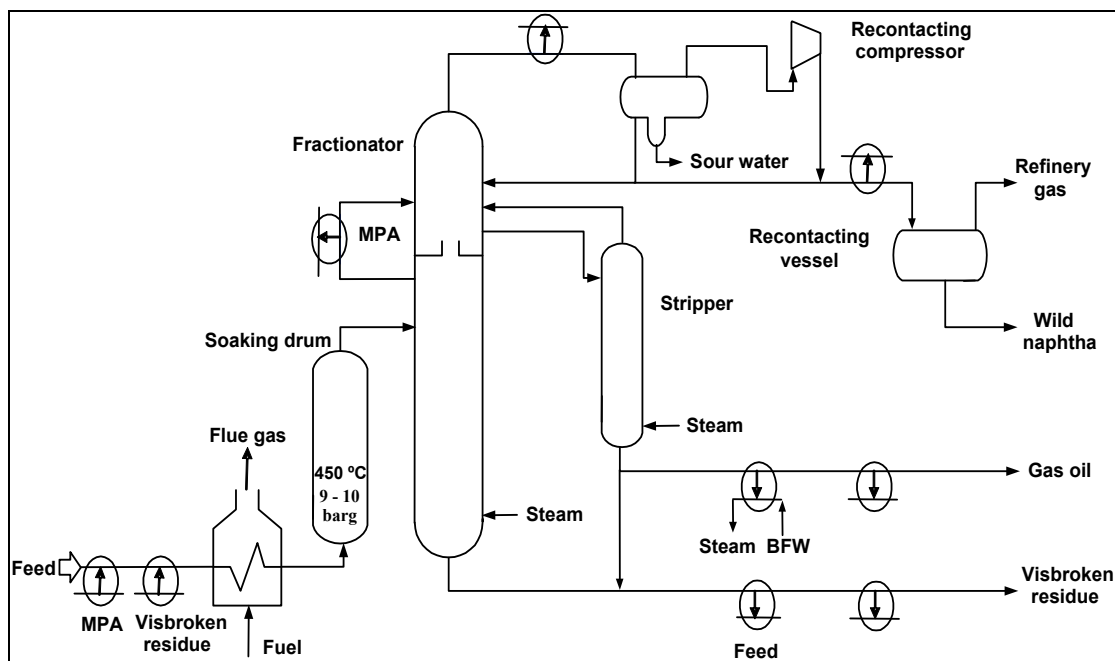 Recontacting
compressor
Fractionator
Sour water
Refinery
gas
MPA
Recontacting
vessel
Stripper
Soaking drum
Wild
naphtha
Flue gas
Steam
450 ºC
9 - 10
barg
Gas oil
Steam
Steam BFW
Feed
Visbroken
residue
MPA
Visbroken
residue
Fuel
Feed